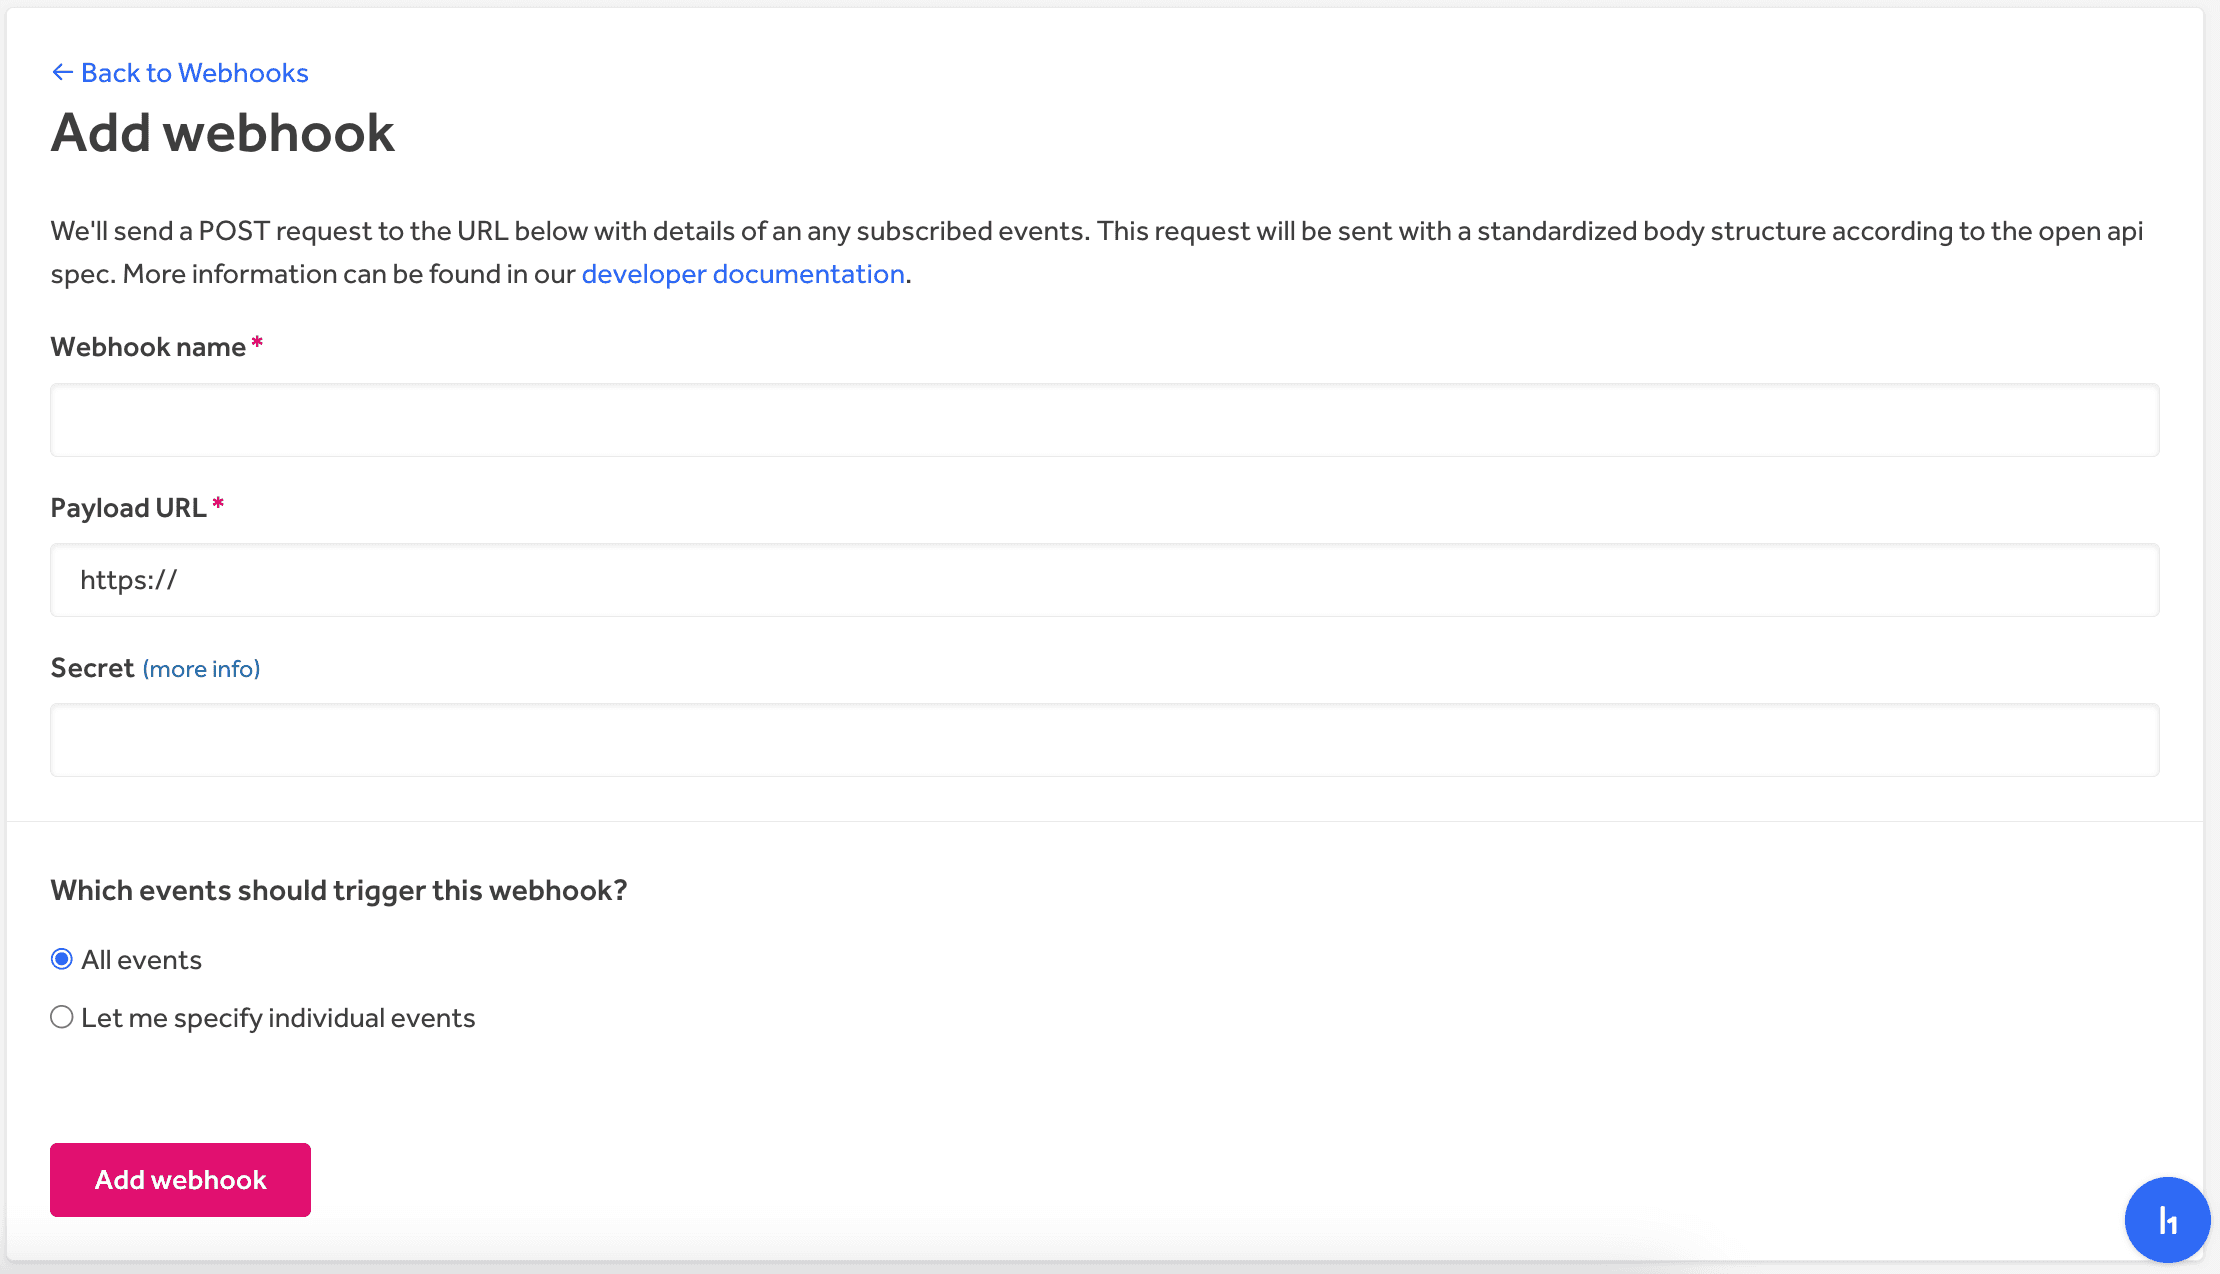 ← Back to Webhooks
Add webhook
We'll send a POST request to the URL below with details of an any subscribed events. This request will be sent with a standardized body structure according to the open api
spec. More information can be found in our developer documentation.
Webhook name *
Payload URL *
https://
Secret (more info)
Which events should trigger this webhook?
All events
Let me specify individual events
Add webhook
h1